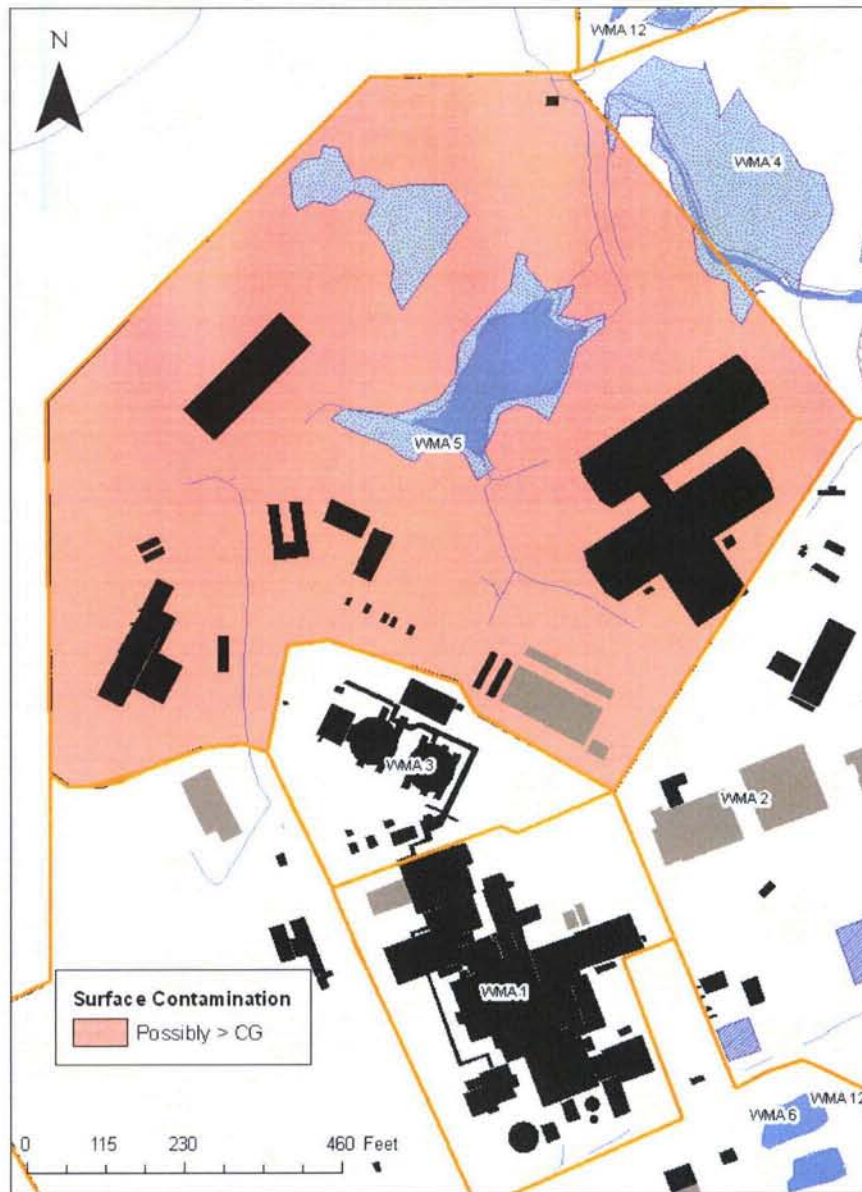 WMA 12
N
WMA 4
WMA 5
WMA 3
WMA 2
WMA 1
Surface Contamination
Possibly > CG
WMA 12
WMA 6
0 115 230 460 Feet